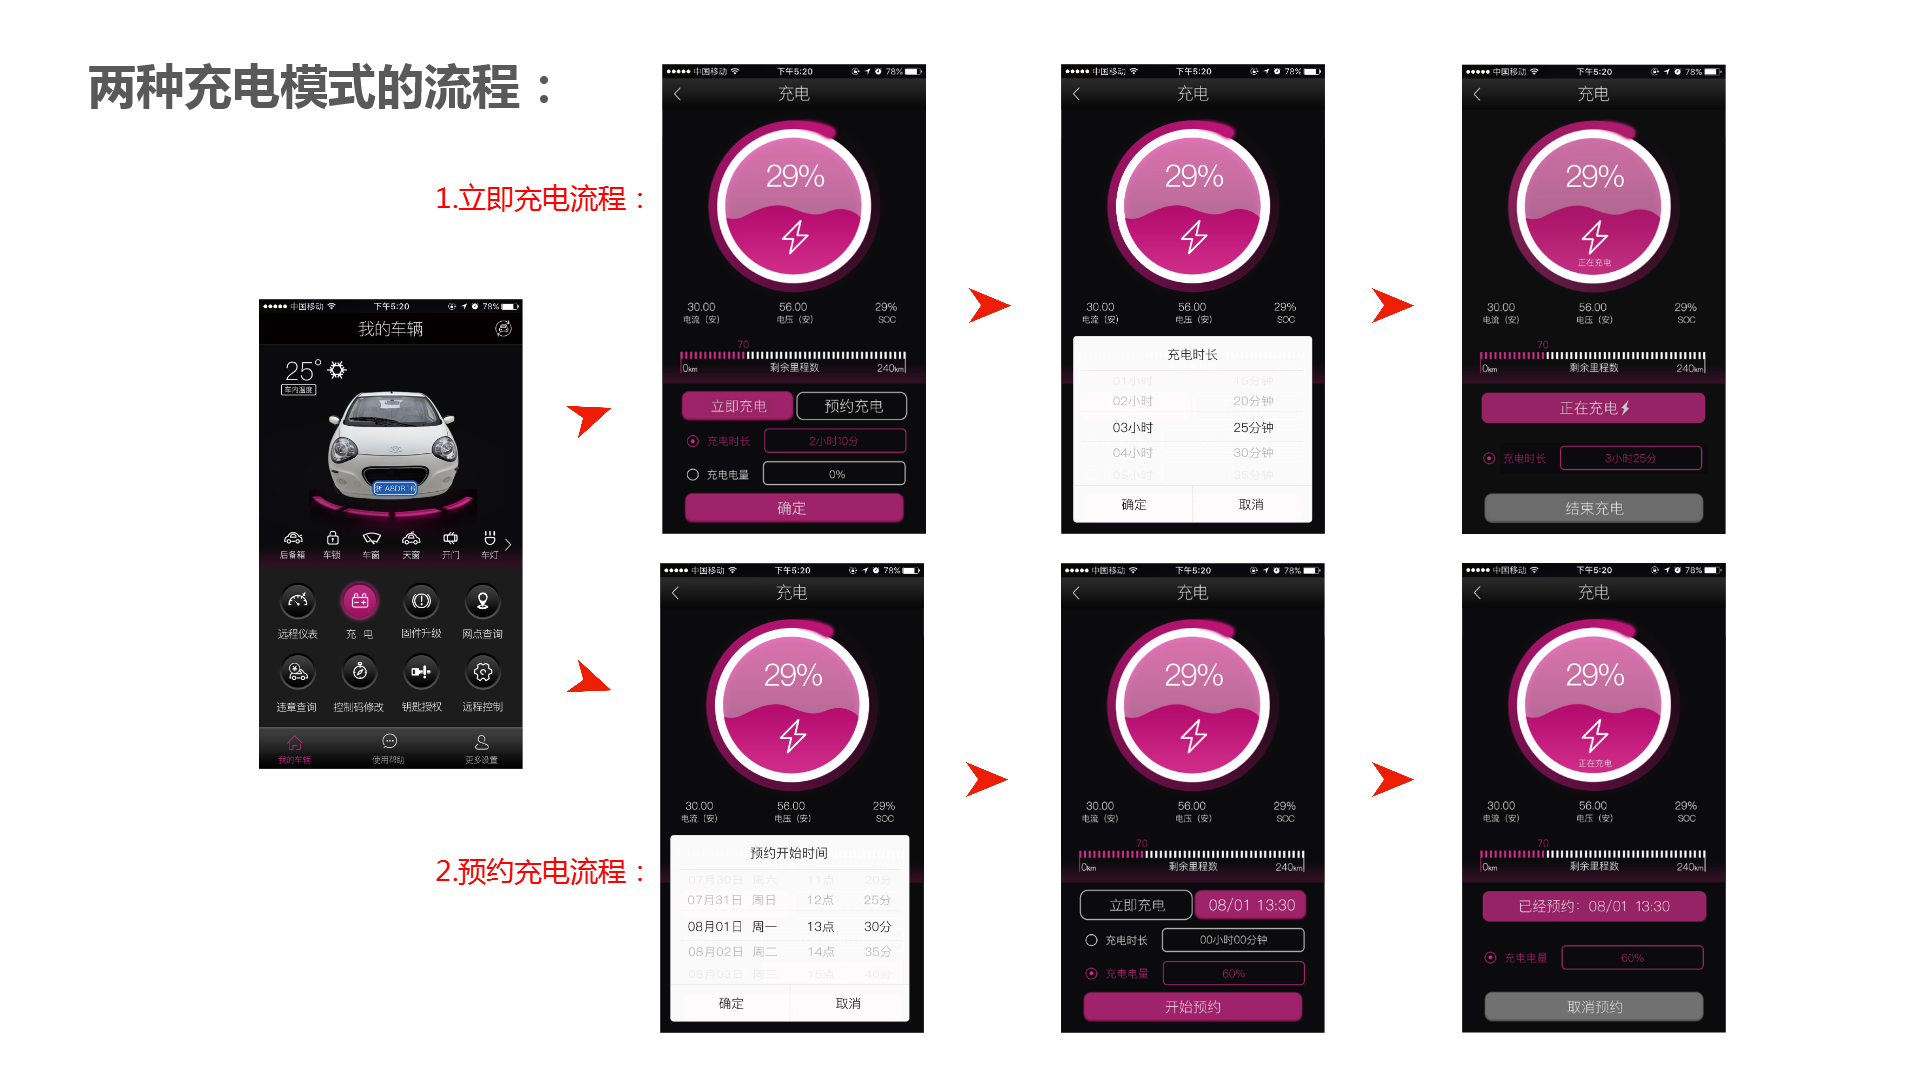 两种充电模式的流程：
1.立即充电流程：
2.预约充电流程：
中国移动 下午5:20 78%
我的车辆
25°
车内温度
后备箱 车锁 车窗 天窗 开门 车灯
远程仪表 充 电 固件升级 网点查询
违章查询 控制码修改 钥匙授权 远程控制
我的车辆 使用帮助 更多设置
中国移动 下午5:20 78%
充电
29%
30.00 56.00 29%
电流（安） 电压（安） SOC
70
0km 剩余里程数 240km
立即充电 预约充电
充电时长 2小时10分
充电电量 0%
确定
中国移动 下午5:20 78%
充电
29%
30.00 56.00 29%
电流（安） 电压（安） SOC
充电时长
01小时 15分钟
02小时 20分钟
03小时 25分钟
04小时 30分钟
05小时 35分钟
确定 取消
中国移动 下午5:20 78%
充电
29%
正在充电
30.00 56.00 29%
电流（安） 电压（安） SOC
70
0km 剩余里程数 240km
正在充电
充电时长 3小时25分
结束充电
中国移动 下午5:20 78%
充电
29%
30.00 56.00 29%
电流（安） 电压（安） SOC
预约开始时间
07月30日 周六 11点 20分
07月31日 周日 12点 25分
08月01日 周一 13点 30分
08月02日 周二 14点 35分
08月03日 周三 15点 40分
确定 取消
中国移动 下午5:20 78%
充电
29%
30.00 56.00 29%
电流（安） 电压（安） SOC
70
0km 剩余里程数 240km
立即充电 08/01 13:30
充电时长 00小时00分钟
充电电量 60%
开始预约
中国移动 下午5:20 78%
充电
29%
正在充电
30.00 56.00 29%
电流（安） 电压（安） SOC
70
0km 剩余里程数 240km
已经预约：08/01 13:30
充电电量 60%
取消预约